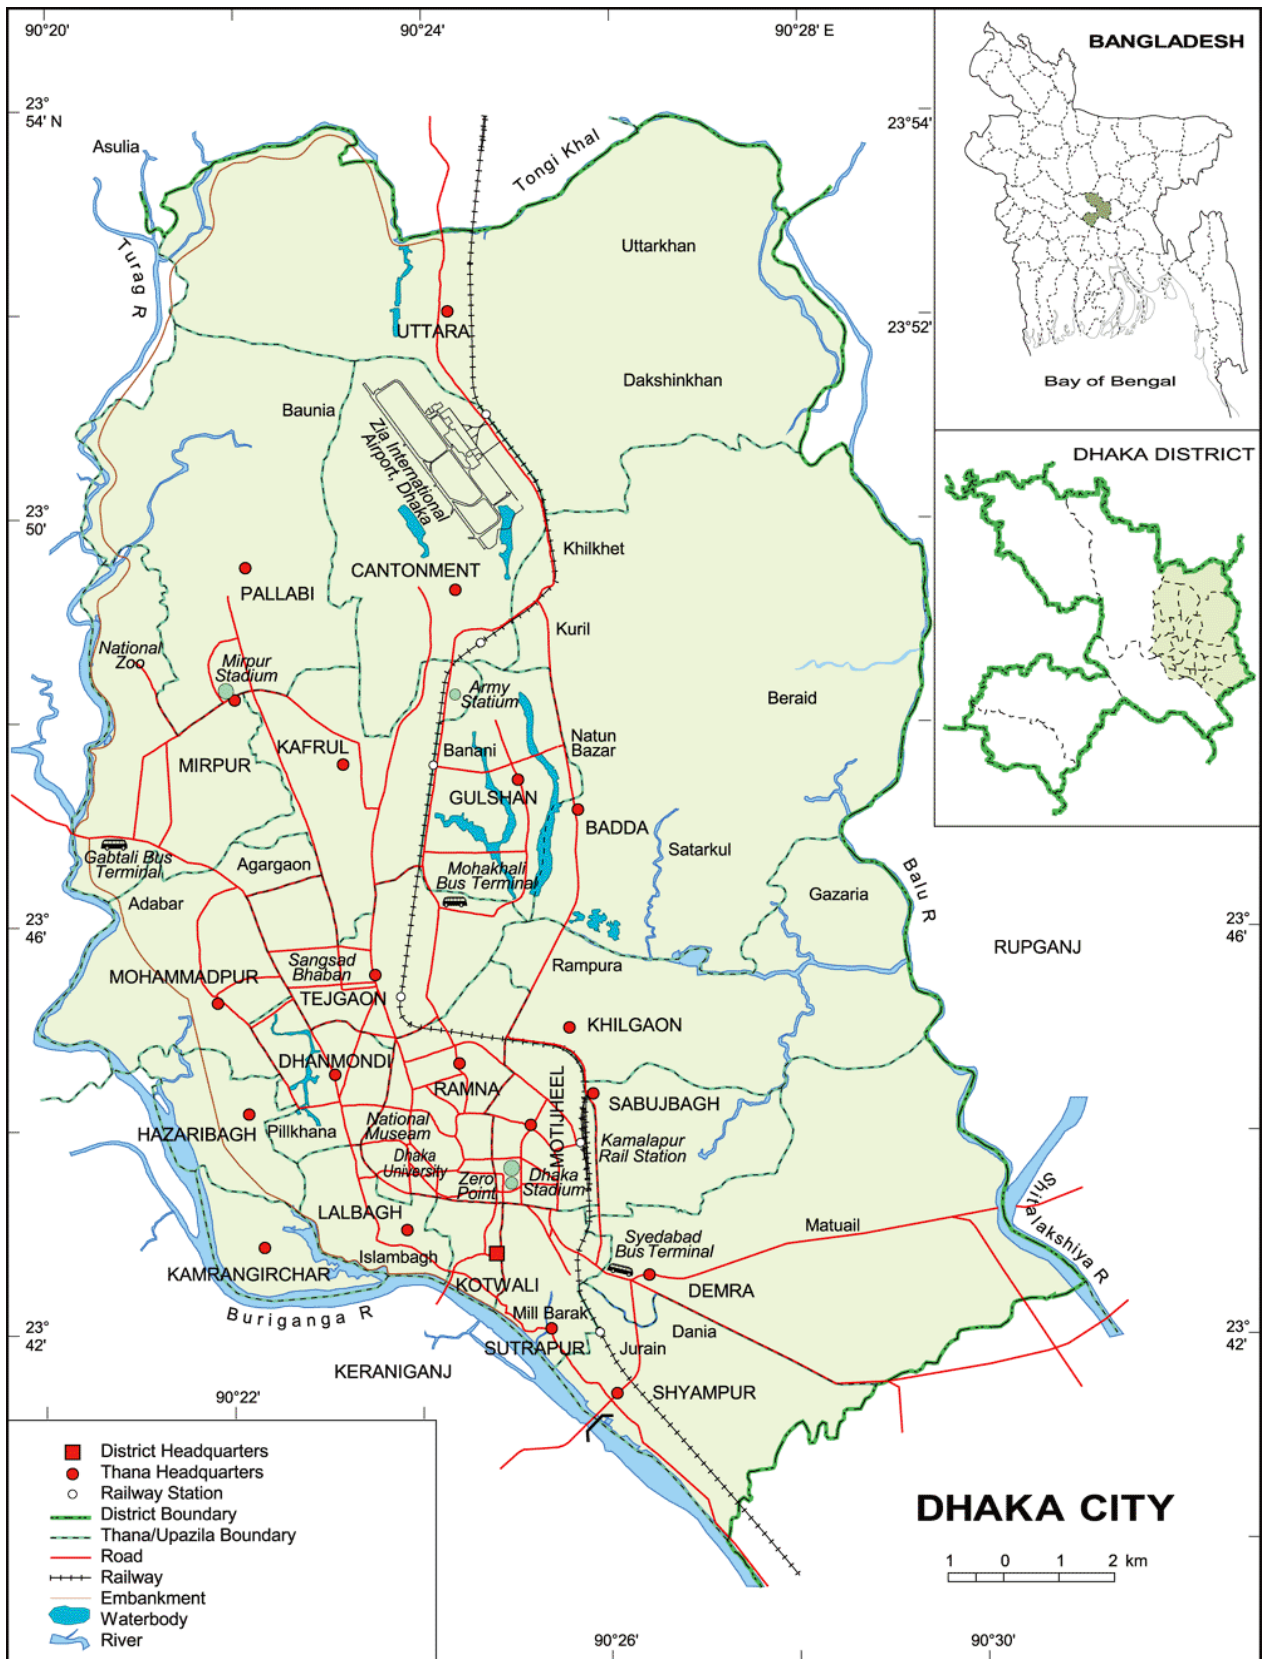 90°20'
90°24'
90°28' E
BANGLADESH
23°
54' N
23°54'
Asulia
Tongi Khal
Turag R
Uttarkhan
UTTARA
23°52'
Dakshinkhan
Bay of Bengal
Baunia
Zia International
Airport, Dhaka
DHAKA DISTRICT
23°
50'
Khilkhet
CANTONMENT
PALLABI
Kuril
National
Zoo
Mirpur
Stadium
Army
Statium
Beraid
Natun
Bazar
Banani
KAFRUL
MIRPUR
GULSHAN
BADDA
Satarkul
Gabtali Bus
Terminal
Agargaon
Mohakhali
Bus Terminal
Gazaria
Balu R
Adabar
23°
46'
23°
46'
RUPGANJ
Sangsad
Bhaban
MOHAMMADPUR
Rampura
TEJGAON
KHILGAON
DHANMONDI
RAMNA
MOTIJHEEL
SABUJBAGH
HAZARIBAGH
Pillkhana
National
Museam
Kamalapur
Rail Station
Dhaka
University
Zero
Point
Dhaka
Stadium
Shitalakshiya R
LALBAGH
Matuail
Syedabad
Bus Terminal
Islambagh
KAMRANGIRCHAR
KOTWALI
DEMRA
Buriganga R
Mill Barak
Dania
23°
42'
23°
42'
SUTRAPUR
Jurain
KERANIGANJ
SHYAMPUR
90°22'
District Headquarters
Thana Headquarters
Railway Station
District Boundary
Thana/Upazila Boundary
Road
Railway
Embankment
Waterbody
River
DHAKA CITY
1 0 1 2 km
90°26'
90°30'